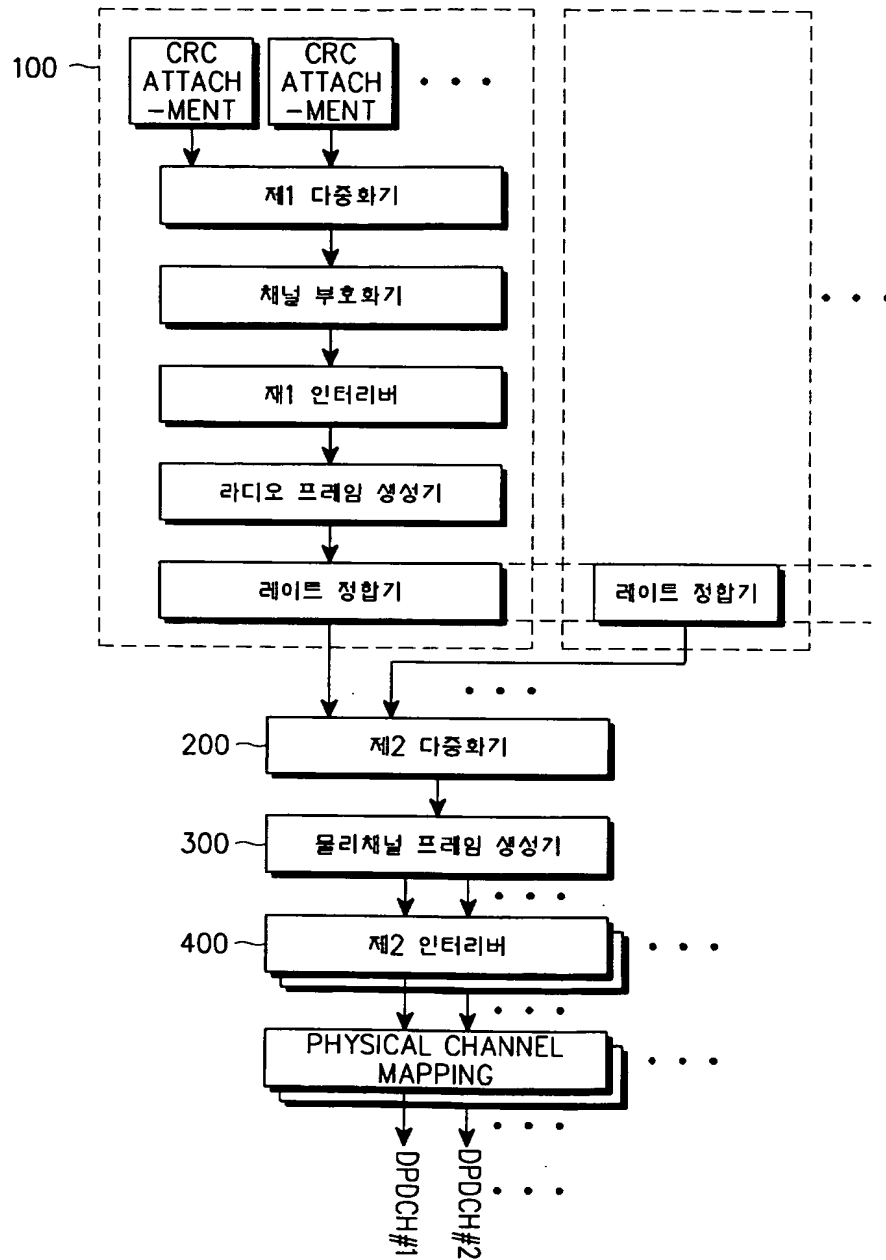 100
CRC
ATTACH
-MENT
CRC
ATTACH
-MENT
제1 다중화기
채널 부호화기
재1 인터리버
라디오 프레임 생성기
레이트 정합기
레이트 정합기
200
제2 다중화기
300
물리채널 프레임 생성기
400
제2 인터리버
PHYSICAL CHANNEL
MAPPING
DPDCH#1
DPDCH#2